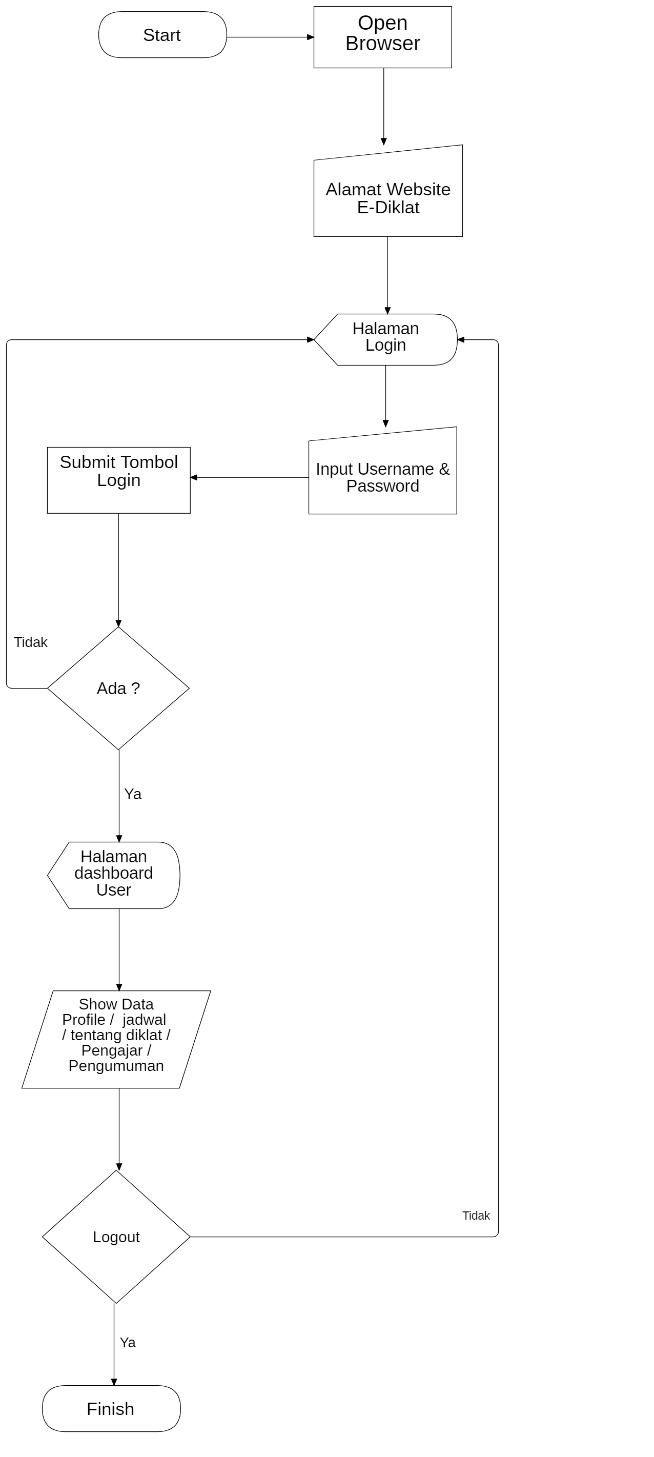 Start
Open
Browser
Alamat Website
E-Diklat
Halaman
Login
Input Username &
Password
Submit Tombol
Login
Tidak
Ada ?
Ya
Halaman
dashboard
User
Show Data
Profile / jadwal
/ tentang diklat /
Pengajar /
Pengumuman
Logout
Tidak
Ya
Finish